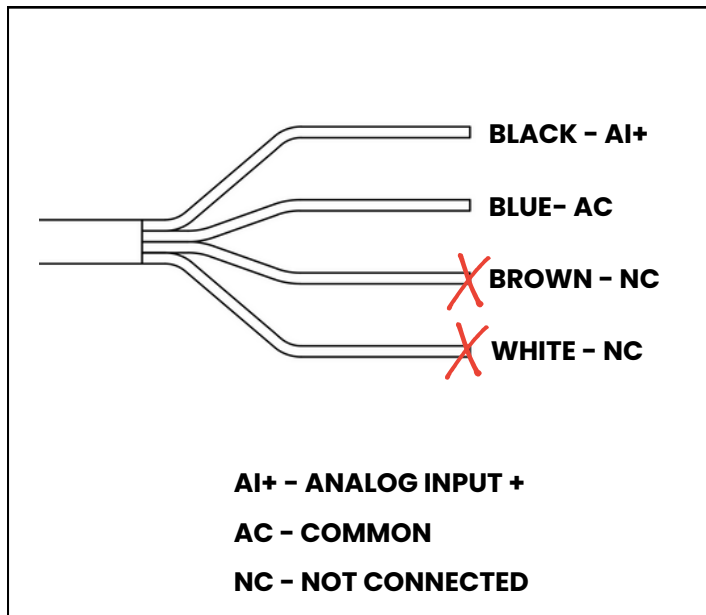 BLACK – AI+
BLUE– AC
BROWN – NC
WHITE – NC
AI+ – ANALOG INPUT +
AC – COMMON
NC – NOT CONNECTED